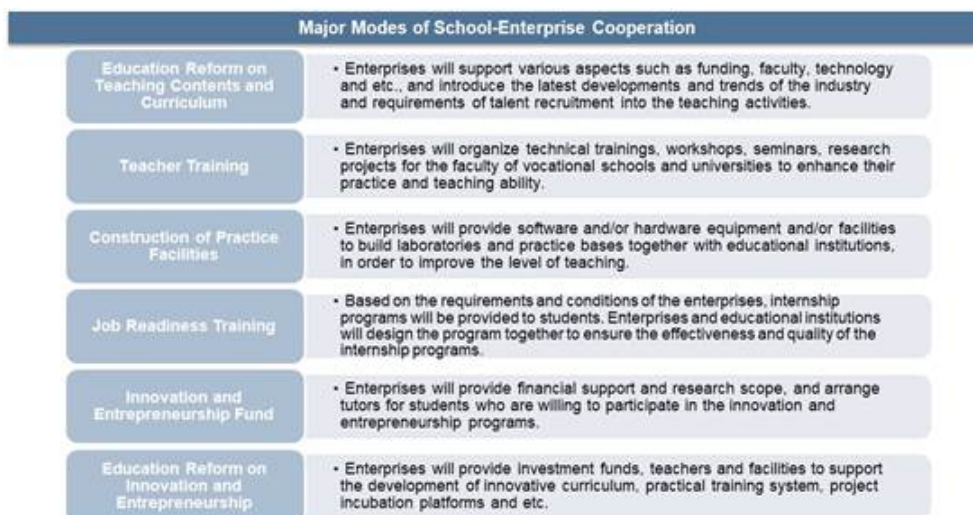 Major Modes of School-Enterprise Cooperation
Education Reform on
Teaching Contents and
Curriculum
• Enterprises will support various aspects such as funding, faculty, technology
and etc., and introduce the latest developments and trends of the industry
and requirements of talent recruitment into the teaching activities.
Teacher Training
• Enterprises will organize technical trainings, workshops, seminars, research
projects for the faculty of vocational schools and universities to enhance their
practice and teaching ability.
Construction of Practice
Facilities
• Enterprises will provide software and/or hardware equipment and/or facilities
to build laboratories and practice bases together with educational institutions,
in order to improve the level of teaching.
Job Readiness Training
• Based on the requirements and conditions of the enterprises, internship
programs will be provided to students. Enterprises and educational institutions
will design the program together to ensure the effectiveness and quality of the
internship programs.
Innovation and
Entrepreneurship Fund
• Enterprises will provide financial support and research scope, and arrange
tutors for students who are willing to participate in the innovation and
entrepreneurship programs.
Education Reform on
Innovation and
Entrepreneurship
• Enterprises will provide investment funds, teachers and facilities to support
the development of innovative curriculum, practical training system, project
incubation platforms and etc.